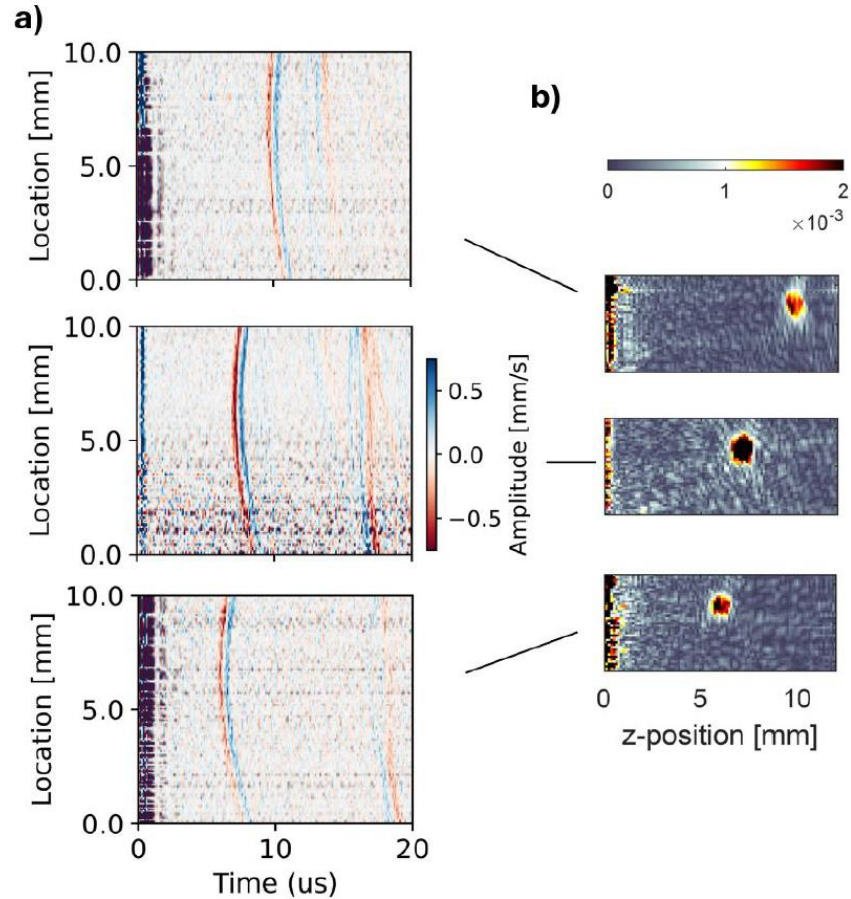 a)
10.0
5.0
0.0
Location [mm]
10.0
5.0
0.0
Location [mm]
0.5
0.0
−0.5
Amplitude [mm/s]
10.0
5.0
0.0
Location [mm]
0 10 20
Time (us)
b)
0 1 2
×10⁻³
0 5 10
z-position [mm]